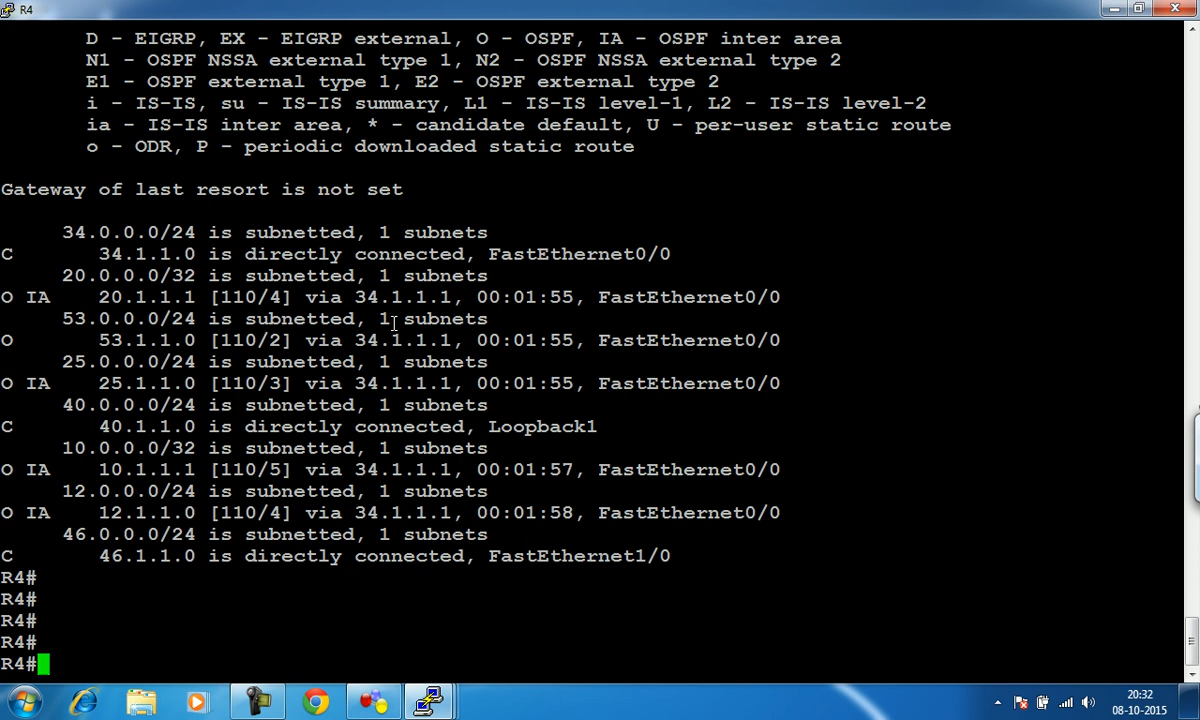 R4
D - EIGRP, EX - EIGRP external, O - OSPF, IA - OSPF inter area
N1 - OSPF NSSA external type 1, N2 - OSPF NSSA external type 2
E1 - OSPF external type 1, E2 - OSPF external type 2
i - IS-IS, su - IS-IS summary, L1 - IS-IS level-1, L2 - IS-IS level-2
ia - IS-IS inter area, * - candidate default, U - per-user static route
o - ODR, P - periodic downloaded static route
Gateway of last resort is not set
34.0.0.0/24 is subnetted, 1 subnets
C 34.1.1.0 is directly connected, FastEthernet0/0
20.0.0.0/32 is subnetted, 1 subnets
O IA 20.1.1.1 [110/4] via 34.1.1.1, 00:01:55, FastEthernet0/0
53.0.0.0/24 is subnetted, 1 subnets
O 53.1.1.0 [110/2] via 34.1.1.1, 00:01:55, FastEthernet0/0
25.0.0.0/24 is subnetted, 1 subnets
O IA 25.1.1.0 [110/3] via 34.1.1.1, 00:01:55, FastEthernet0/0
40.0.0.0/24 is subnetted, 1 subnets
C 40.1.1.0 is directly connected, Loopback1
10.0.0.0/32 is subnetted, 1 subnets
O IA 10.1.1.1 [110/5] via 34.1.1.1, 00:01:57, FastEthernet0/0
12.0.0.0/24 is subnetted, 1 subnets
O IA 12.1.1.0 [110/4] via 34.1.1.1, 00:01:58, FastEthernet0/0
46.0.0.0/24 is subnetted, 1 subnets
C 46.1.1.0 is directly connected, FastEthernet1/0
R4#
R4#
R4#
R4#
R4#
20:32
08-10-2015